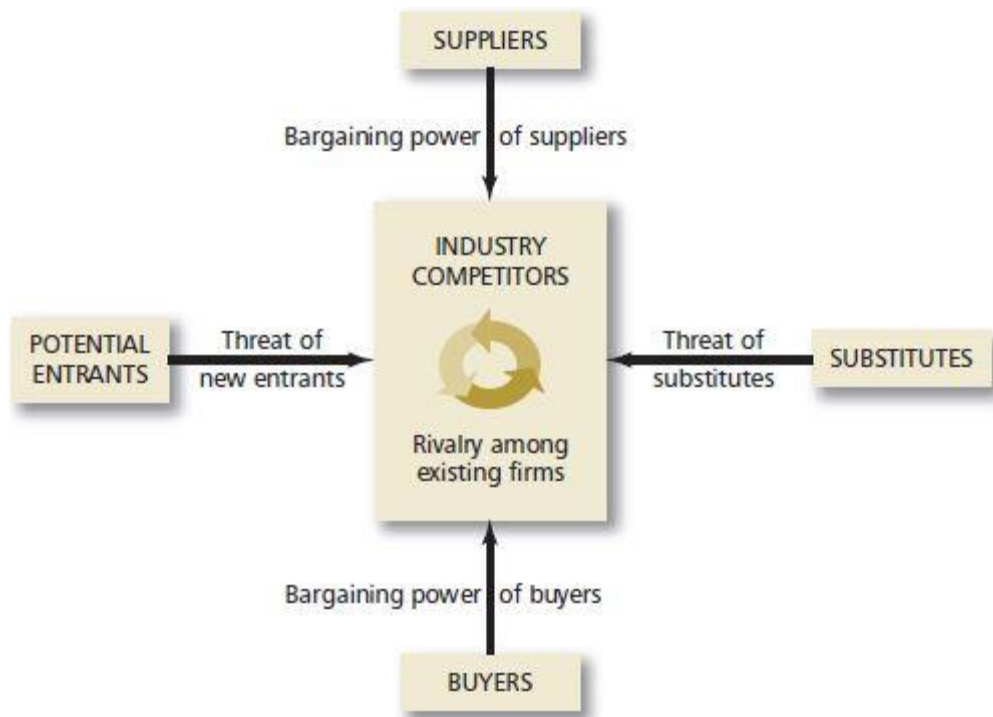 SUPPLIERS
Bargaining power of suppliers
INDUSTRY
COMPETITORS
POTENTIAL
ENTRANTS
Threat of
new entrants
Threat of
substitutes
SUBSTITUTES
Rivalry among
existing firms
Bargaining power of buyers
BUYERS